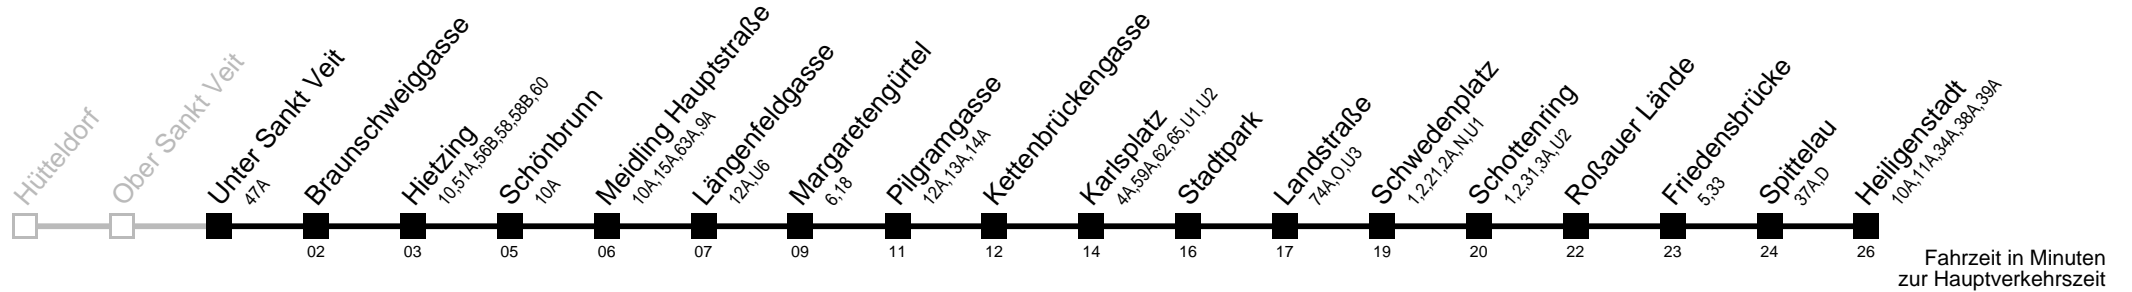 Hütteldorf
Ober Sankt Veit
Unter Sankt Veit
47A
Braunschweiggasse
Hietzing
10,51A,56B,58,58B,60
Schönbrunn
10A
Meidling Hauptstraße
10A,15A,63A,9A
Längenfeldgasse
12A,U6
Margaretengürtel
6,18
Pilgramgasse
12A,13A,14A
Kettenbrückengasse
Karlsplatz
4A,59A,62,65,U1,U2
Stadtpark
Landstraße
74A,O,U3
Schwedenplatz
1,2,21,2A,N,U1
Schottenring
1,2,31,3A,U2
Roßauer Lände
Friedensbrücke
5,33
Spittelau
37A,D
Heiligenstadt
10A,11A,34A,38A,39A
02 03 05 06 07 09 11 12 14 16 17 19 20 22 23 24 26
Fahrzeit in Minuten
zur Hauptverkehrszeit